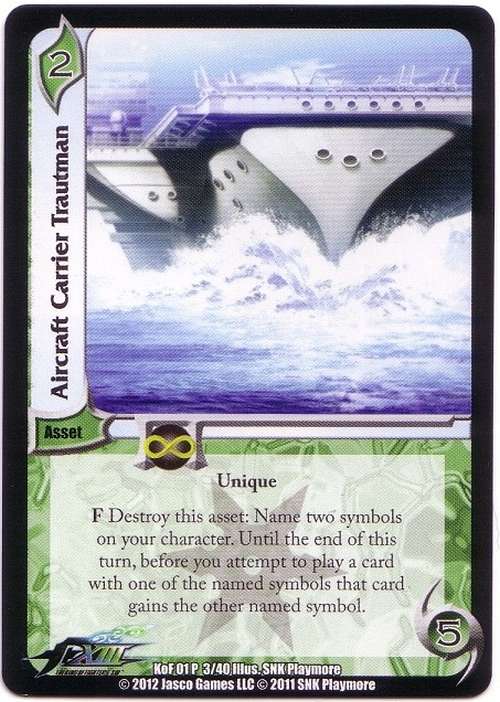 2
Aircraft Carrier Trautman
Asset
Unique
F Destroy this asset: Name two symbols
on your character. Until the end of this
turn, before you attempt to play a card
with one of the named symbols that card
gains the other named symbol.
5
XIII
KoF 01 P 3/40 Illus. SNK Playmore
© 2012 Jasco Games LLC © 2011 SNK Playmore